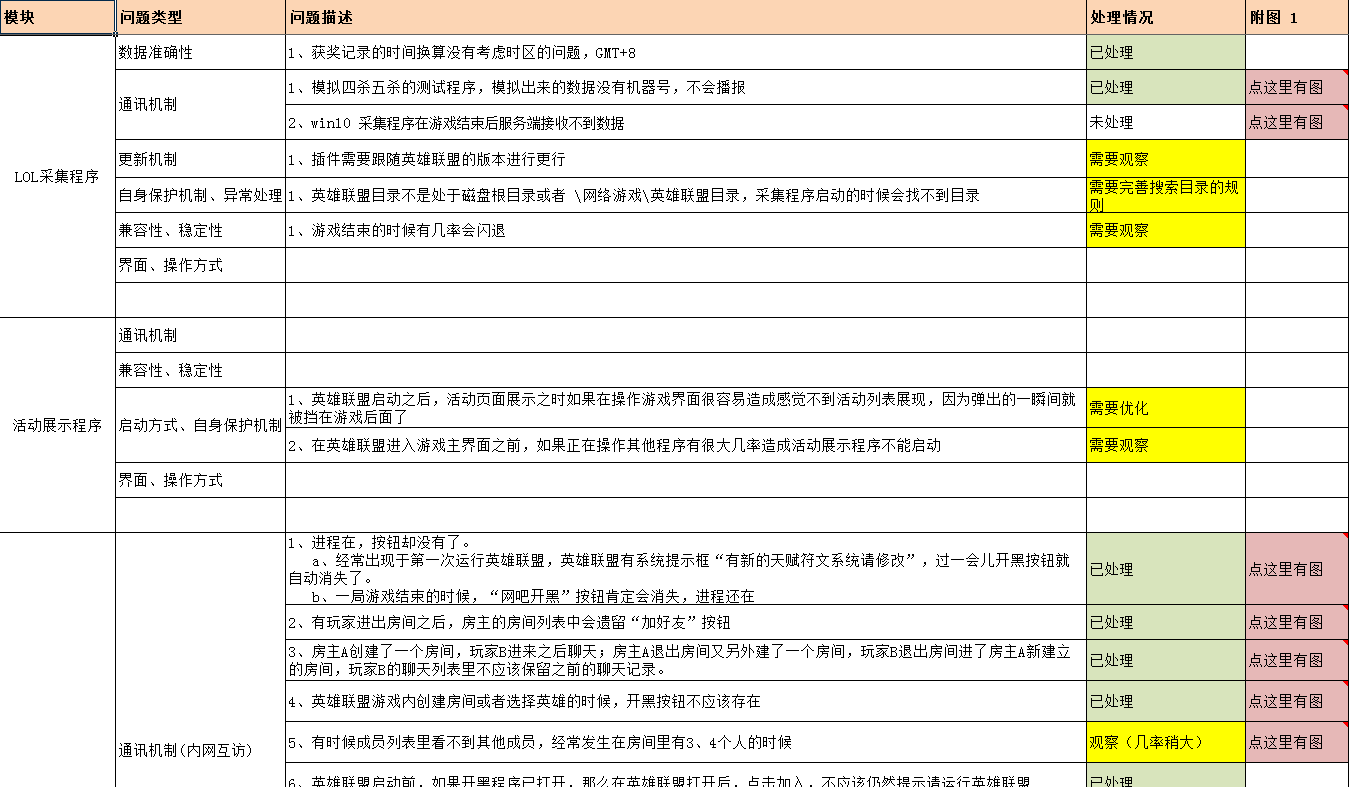 模块 问题类型 问题描述 处理情况 附图 1
LOL采集程序
数据准确性 1、获奖记录的时间换算没有考虑时区的问题，GMT+8 已处理
通讯机制
1、模拟四杀五杀的测试程序，模拟出来的数据没有机器号，不会播报 已处理 点这里有图
2、win10 采集程序在游戏结束后服务端接收不到数据 未处理 点这里有图
更新机制 1、插件需要跟随英雄联盟的版本进行更行 需要观察
自身保护机制、异常处理 1、英雄联盟目录不是处于磁盘根目录或者 \网络游戏\英雄联盟目录，采集程序启动的时候会找不到目录 需要完善搜索目录的规
则
兼容性、稳定性 1、游戏结束的时候有几率会闪退 需要观察
界面、操作方式
活动展示程序
通讯机制
兼容性、稳定性
启动方式、自身保护机制
1、英雄联盟启动之后，活动页面展示之时如果在操作游戏界面很容易造成感觉不到活动列表展现，因为弹出的一瞬间就
被挡在游戏后面了 需要优化
2、在英雄联盟进入游戏主界面之前，如果正在操作其他程序有很大几率造成活动展示程序不能启动 需要观察
界面、操作方式
通讯机制(内网互访)
1、进程在，按钮却没有了。
a、经常出现于第一次运行英雄联盟，英雄联盟有系统提示框“有新的天赋符文系统请修改”，过一会儿开黑按钮就
自动消失了。
b、一局游戏结束的时候，“网吧开黑”按钮肯定会消失，进程还在 已处理 点这里有图
2、有玩家进出房间之后，房主的房间列表中会遗留“加好友”按钮 已处理 点这里有图
3、房主A创建了一个房间，玩家B进来之后聊天；房主A退出房间又另外建了一个房间，玩家B退出房间进了房主A新建立
的房间，玩家B的聊天列表里不应该保留之前的聊天记录。 已处理 点这里有图
4、英雄联盟游戏内创建房间或者选择英雄的时候，开黑按钮不应该存在 已处理 点这里有图
5、有时候成员列表里看不到其他成员，经常发生在房间里有3、4个人的时候 观察（几率稍大） 点这里有图
6、英雄联盟启动前，如果开黑程序已打开，那么在英雄联盟打开后，点击加入，不应该仍然提示请运行英雄联盟 已处理